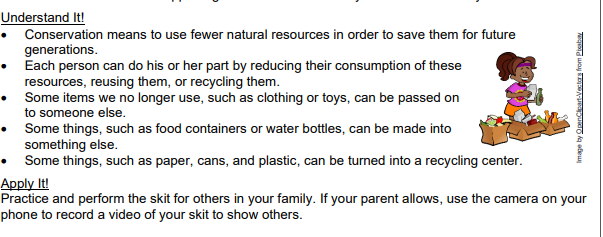 Understand It!
• Conservation means to use fewer natural resources in order to save them for future
generations.
• Each person can do his or her part by reducing their consumption of these
resources, reusing them, or recycling them.
• Some items we no longer use, such as clothing or toys, can be passed on
to someone else.
• Some things, such as food containers or water bottles, can be made into
something else.
• Some things, such as paper, cans, and plastic, can be turned into a recycling center.
Image by OpenClipart-Vectors from Pixabay
Apply It!
Practice and perform the skit for others in your family. If your parent allows, use the camera on your
phone to record a video of your skit to show others.